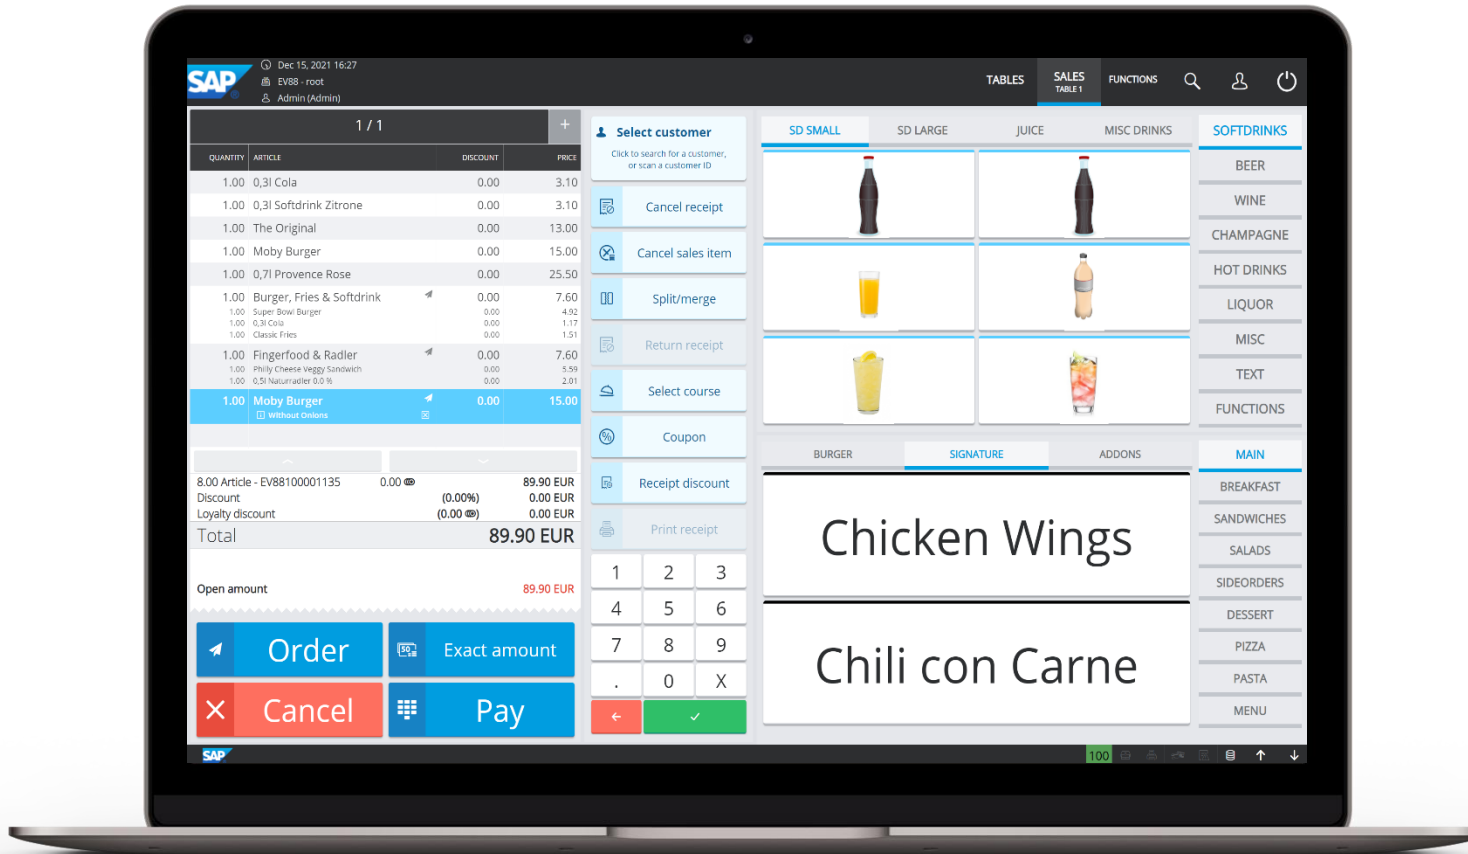 SAP
Dec 15, 2021 16:27
EV88 - root
Admin (Admin)
TABLES
SALES
TABLE 1
FUNCTIONS
1 / 1
+
QUANTITY ARTICLE DISCOUNT PRICE
1.00 0,3l Cola 0.00 3.10
1.00 0,3l Softdrink Zitrone 0.00 3.10
1.00 The Original 0.00 13.00
1.00 Moby Burger 0.00 15.00
1.00 0,7l Provence Rose 0.00 25.50
1.00 Burger, Fries & Softdrink 0.00 7.60
1.00 Super Bowl Burger 0.00 4.92
1.00 0,3l Cola 0.00 1.17
1.00 Classic Fries 0.00 1.51
1.00 Fingerfood & Radler 0.00 7.60
1.00 Philly Cheese Veggy Sandwich 0.00 5.59
1.00 0,5l Naturradler 0.0 % 0.00 2.01
1.00 Moby Burger 0.00 15.00
Without Onions
8.00 Article - EV88100001135 0.00 89.90 EUR
Discount (0.00%) 0.00 EUR
Loyalty discount (0.00) 0.00 EUR
Total 89.90 EUR
Open amount 89.90 EUR
Order
Exact amount
Cancel
Pay
Select customer
Click to search for a customer,
or scan a customer ID
Cancel receipt
Cancel sales item
Split/merge
Return receipt
Select course
Coupon
Receipt discount
Print receipt
1 2 3
4 5 6
7 8 9
. 0 X
SD SMALL SD LARGE JUICE MISC DRINKS
SOFTDRINKS
BEER
WINE
CHAMPAGNE
HOT DRINKS
LIQUOR
MISC
TEXT
FUNCTIONS
BURGER SIGNATURE ADDONS
Chicken Wings
Chili con Carne
MAIN
BREAKFAST
SANDWICHES
SALADS
SIDEORDERS
DESSERT
PIZZA
PASTA
MENU
SAP
100